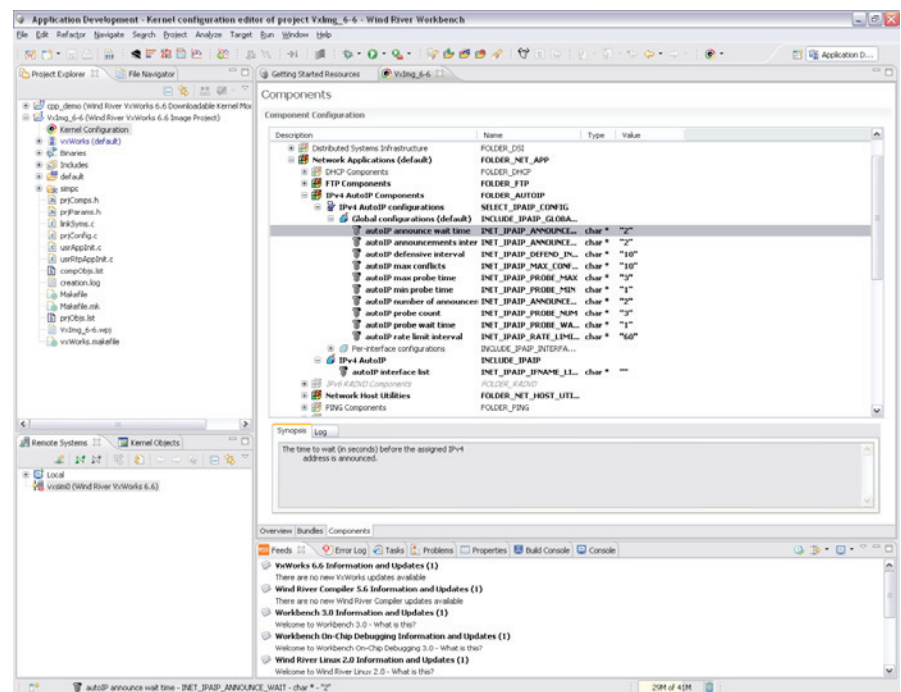 Application Development - Kernel configuration editor of project VxImg_6-6 - Wind River Workbench
File Edit Refactor Navigate Search Project Analyze Target Run Window Help
Application D...
Project Explorer File Navigator
Getting Started Resources VxImg_6-6
cpp_demo (Wind River VxWorks 6.6 Downloadable Kernel Mod
VxImg_6-6 (Wind River VxWorks 6.6 Image Project)
Kernel Configuration
vxWorks (default)
Binaries
Includes
default
simpc
prjComps.h
prjParams.h
linkSyms.c
prjConfig.c
usrAppInit.c
usrRtpAppInit.c
compObjs.lst
creation.log
Makefile
Makefile.mk
prjObjs.lst
VxImg_6-6.wpj
vxWorks.makefile
Components
Component Configuration
Description Name Type Value
Distributed Systems Infrastructure FOLDER_DSI
Network Applications (default) FOLDER_NET_APP
DHCP Components FOLDER_DHCP
FTP Components FOLDER_FTP
IPv4 AutoIP Components FOLDER_AUTOIP
IPv4 AutoIP configurations SELECT_IPAIP_CONFIG
Global configurations (default) INCLUDE_IPAIP_GLOBA...
autoIP announce wait time INET_IPAIP_ANNOUNCE... char * "2"
autoIP announcements inter INET_IPAIP_ANNOUNCE... char * "2"
autoIP defensive interval INET_IPAIP_DEFEND_IN... char * "10"
autoIP max conflicts INET_IPAIP_MAX_CONF... char * "10"
autoIP max probe time INET_IPAIP_PROBE_MAX char * "3"
autoIP min probe time INET_IPAIP_PROBE_MIN char * "1"
autoIP number of announcen INET_IPAIP_ANNOUNCE... char * "2"
autoIP probe count INET_IPAIP_PROBE_NUM char * "3"
autoIP probe wait time INET_IPAIP_PROBE_WA... char * "1"
autoIP rate limit interval INET_IPAIP_RATE_LIMI... char * "60"
Per-interface configurations INCLUDE_IPAIP_INTERFA...
IPv4 AutoIP INCLUDE_IPAIP
autoIP interface list INET_IPAIP_IFNAME_LI... char * ""
IPv6 RADVD Components FOLDER_RADVD
Network Host Utilities FOLDER_NET_HOST_UTI...
PING Components FOLDER_PING
Synopsis Log
The time to wait (in seconds) before the assigned IPv4
address is announced.
Overview Bundles Components
Remote Systems Kernel Objects
Local
vxsim0 (Wind River VxWorks 6.6)
Feeds Error Log Tasks Problems Properties Build Console Console
VxWorks 6.6 Information and Updates (1)
There are no new VxWorks updates available
Wind River Compiler 5.6 Information and Updates (1)
There are no new Wind River Compiler updates available
Workbench 3.0 Information and Updates (1)
Welcome to Workbench 3.0 - What is this?
Workbench On-Chip Debugging Information and Updates (1)
Welcome to Workbench On-Chip Debugging 3.0 - What is this?
Wind River Linux 2.0 Information and Updates (1)
Welcome to Wind River Linux 2.0 - What is this?
autoIP announce wait time - INET_IPAIP_ANNOUNCE_WAIT - char * - "2"
29M of 41M